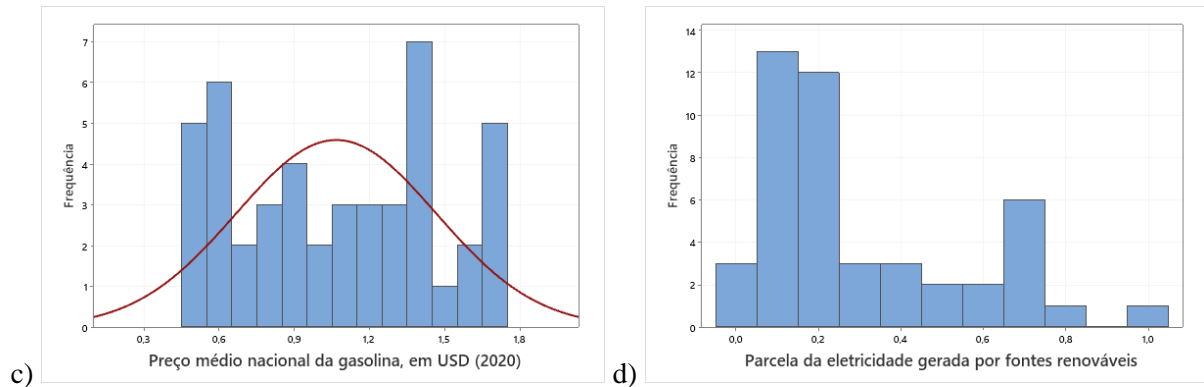 7
6
5
4
3
2
1
0
Frequência
0,3 0,6 0,9 1,2 1,5 1,8
Preço médio nacional da gasolina, em USD (2020)
c)
14
12
10
8
6
4
2
0
Frequência
0,0 0,2 0,4 0,6 0,8 1,0
Parcela da eletricidade gerada por fontes renováveis
d)